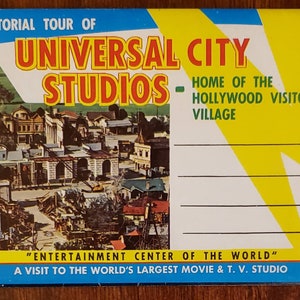 TORIAL TOUR OF
UNIVERSAL CITY
STUDIOS - HOME OF THE
HOLLYWOOD VISITO
VILLAGE
"ENTERTAINMENT CENTER OF THE WORLD"
A VISIT TO THE WORLD'S LARGEST MOVIE & T. V. STUDIO